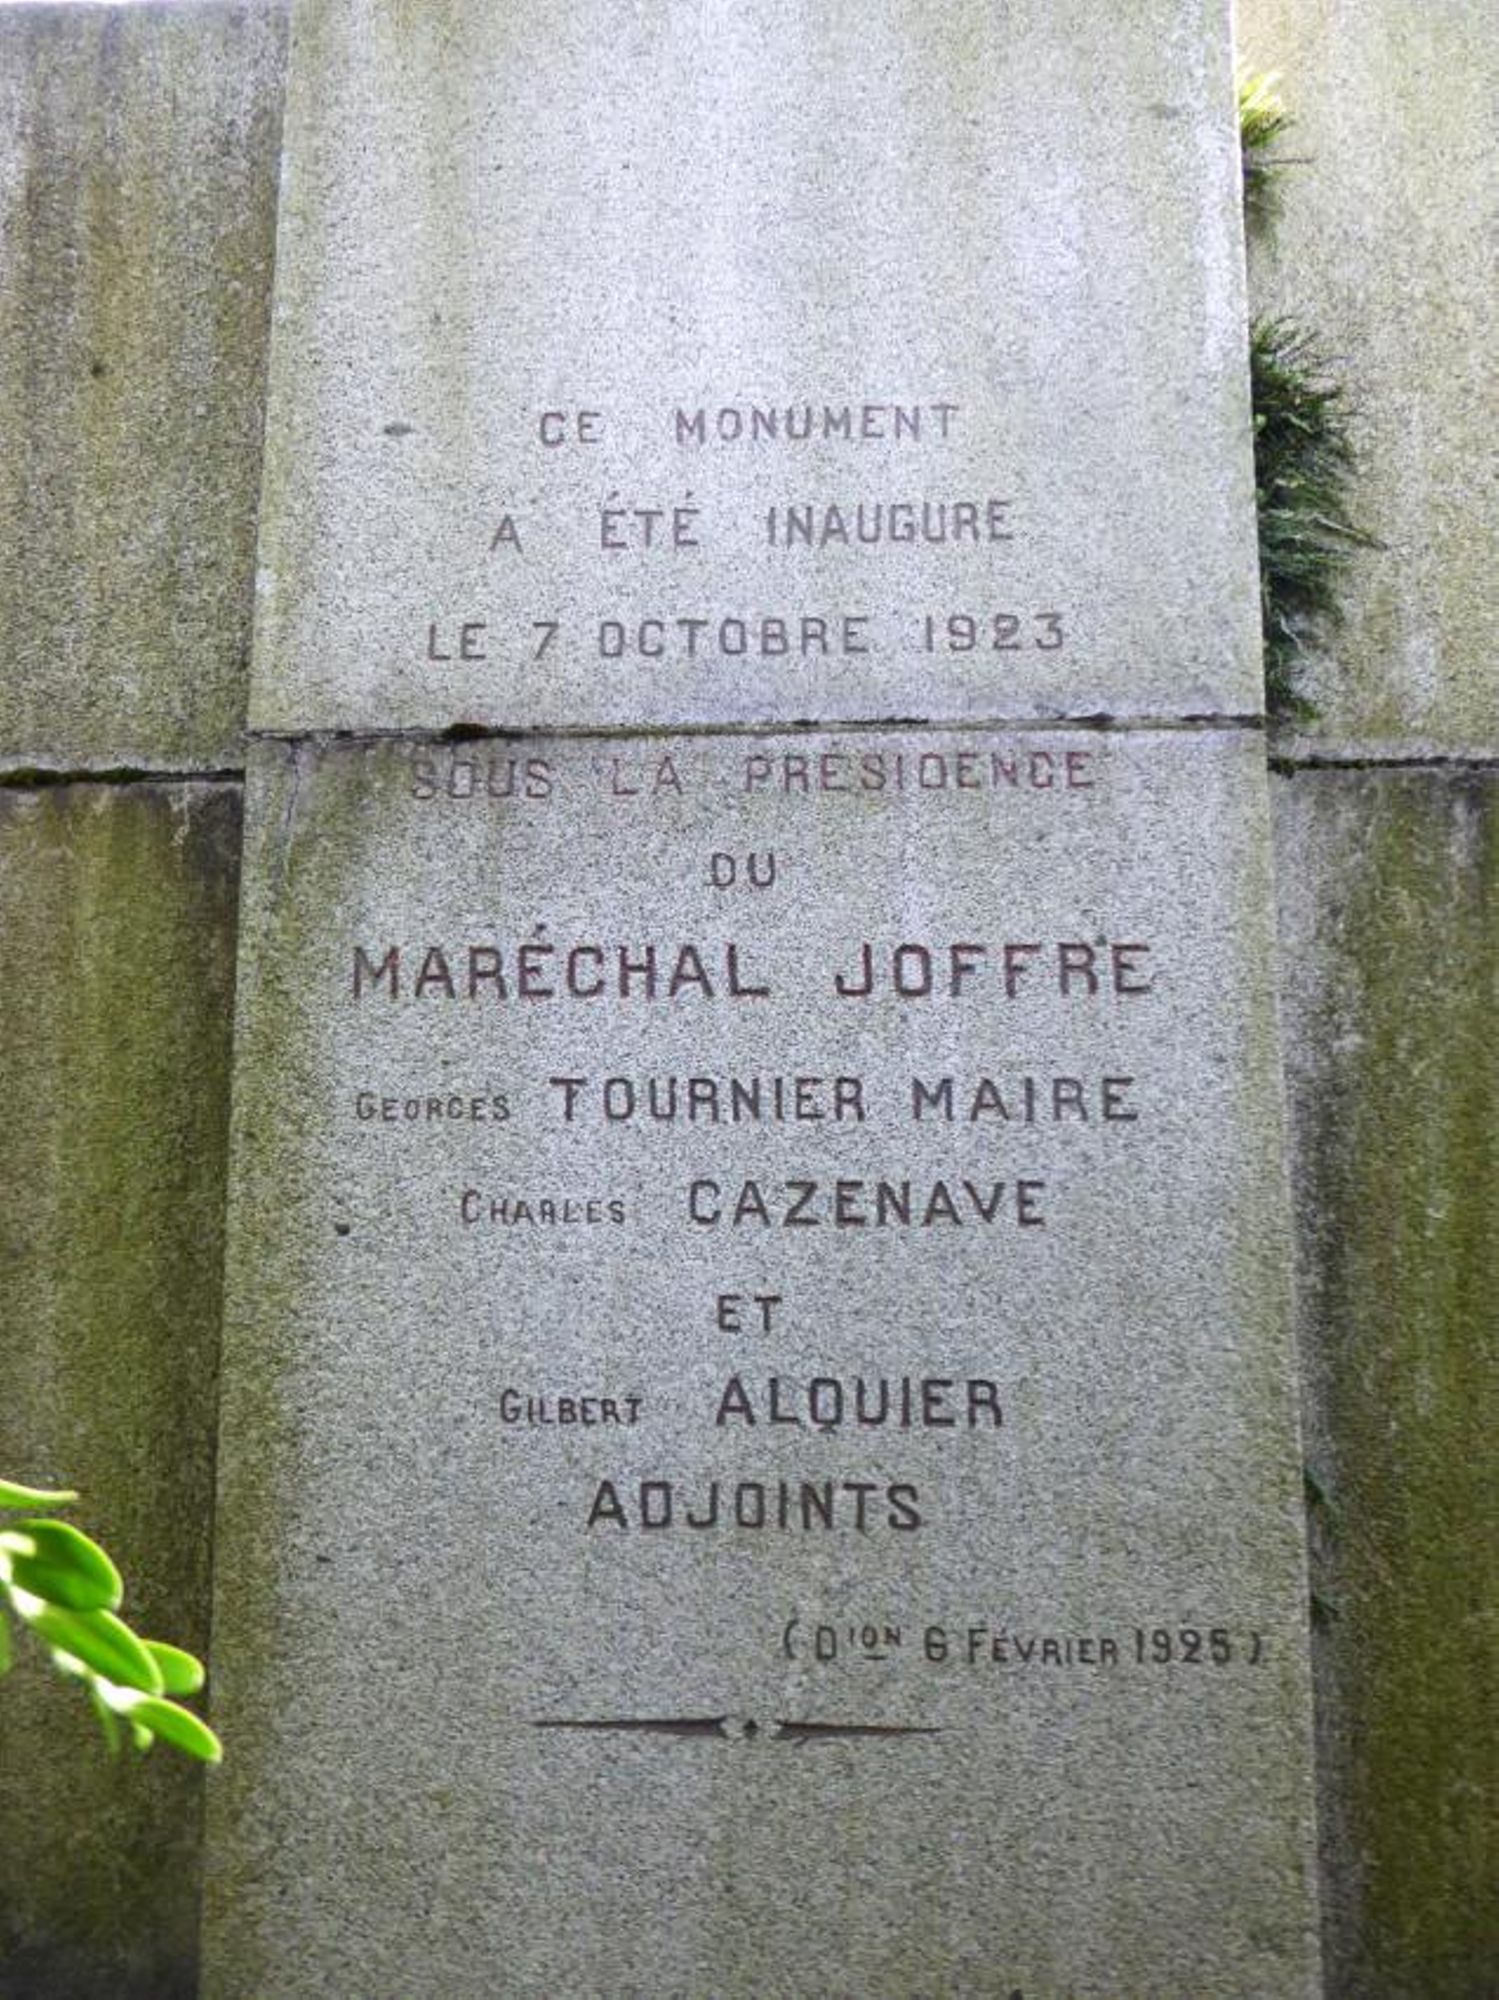 CE MONUMENT
A ÉTÉ INAUGURE
LE 7 OCTOBRE 1923
SOUS LA PRÉSIDENCE
DU
MARÉCHAL JOFFRE
GEORGES TOURNIER MAIRE
CHARLES CAZENAVE
ET
GILBERT ALQUIER
ADJOINTS
(DION 6 FÉVRIER 1925)